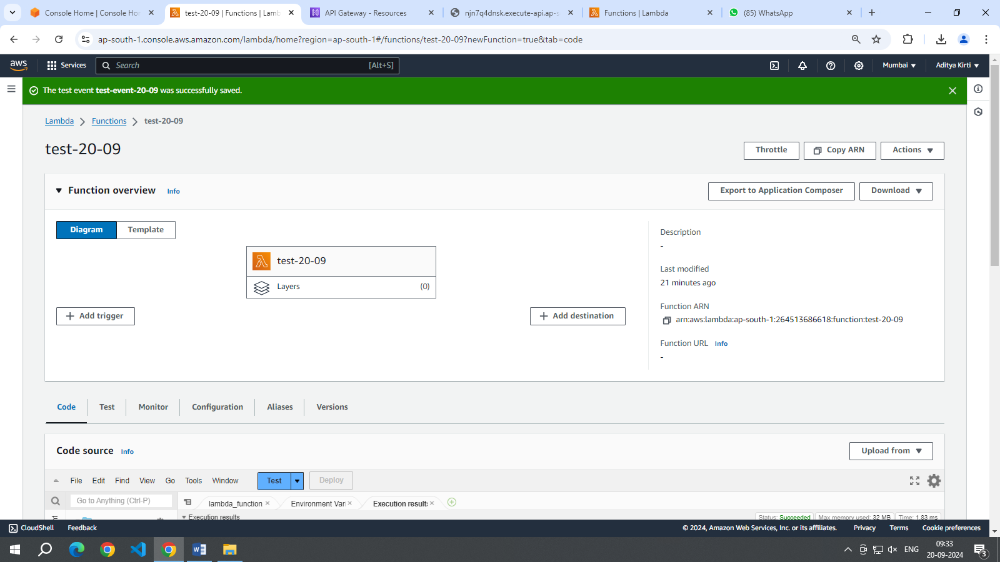 Console Home | Console Hom
test-20-09 | Functions | Lamb
API Gateway - Resources
njn7q4dnsk.execute-api.ap-s
Functions | Lambda
(85) WhatsApp
ap-south-1.console.aws.amazon.com/lambda/home?region=ap-south-1#/functions/test-20-09?newFunction=true&tab=code
aws
Services
Search
[Alt+S]
Mumbai
Aditya Kirti
The test event test-event-20-09 was successfully saved.
Lambda
Functions
test-20-09
test-20-09
Throttle
Copy ARN
Actions
Function overview
Info
Export to Application Composer
Download
Diagram
Template
test-20-09
Layers
(0)
Add trigger
Add destination
Description
-
Last modified
21 minutes ago
Function ARN
arn:aws:lambda:ap-south-1:264513686618:function:test-20-09
Function URL
Info
-
Code
Test
Monitor
Configuration
Aliases
Versions
Code source
Info
Upload from
File
Edit
Find
View
Go
Tools
Window
Test
Deploy
Go to Anything (Ctrl-P)
lambda_function
Environment Vari
Execution results
Execution results
Status: Succeeded
Max memory used: 32 MB
Time: 1.83 ms
CloudShell
Feedback
© 2024, Amazon Web Services, Inc. or its affiliates.
Privacy
Terms
Cookie preferences
ENG
09:33
20-09-2024
3